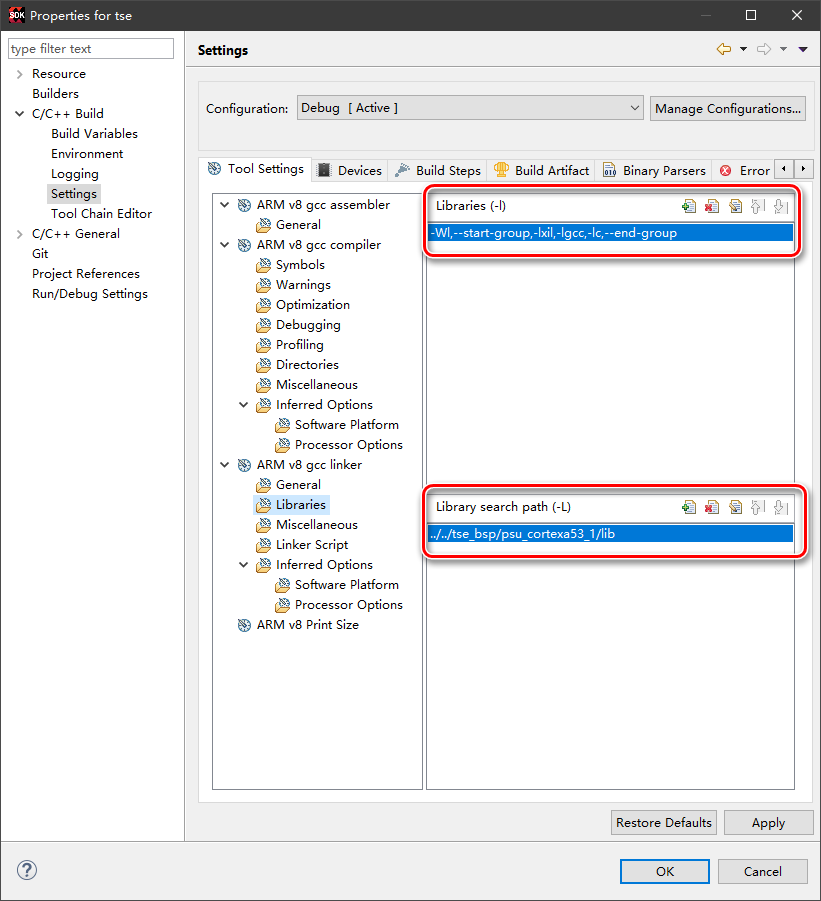 SDK Properties for tse
type filter text
Resource
Builders
C/C++ Build
Build Variables
Environment
Logging
Settings
Tool Chain Editor
C/C++ General
Git
Project References
Run/Debug Settings
Settings
Configuration: Debug [ Active ] Manage Configurations...
Tool Settings Devices Build Steps Build Artifact Binary Parsers Error
ARM v8 gcc assembler
General
ARM v8 gcc compiler
Symbols
Warnings
Optimization
Debugging
Profiling
Directories
Miscellaneous
Inferred Options
Software Platform
Processor Options
ARM v8 gcc linker
General
Libraries
Miscellaneous
Linker Script
Inferred Options
Software Platform
Processor Options
ARM v8 Print Size
Libraries (-l)
-Wl,--start-group,-lxil,-lgcc,-lc,--end-group
Library search path (-L)
../../tse_bsp/psu_cortexa53_1/lib
Restore Defaults Apply
? OK Cancel